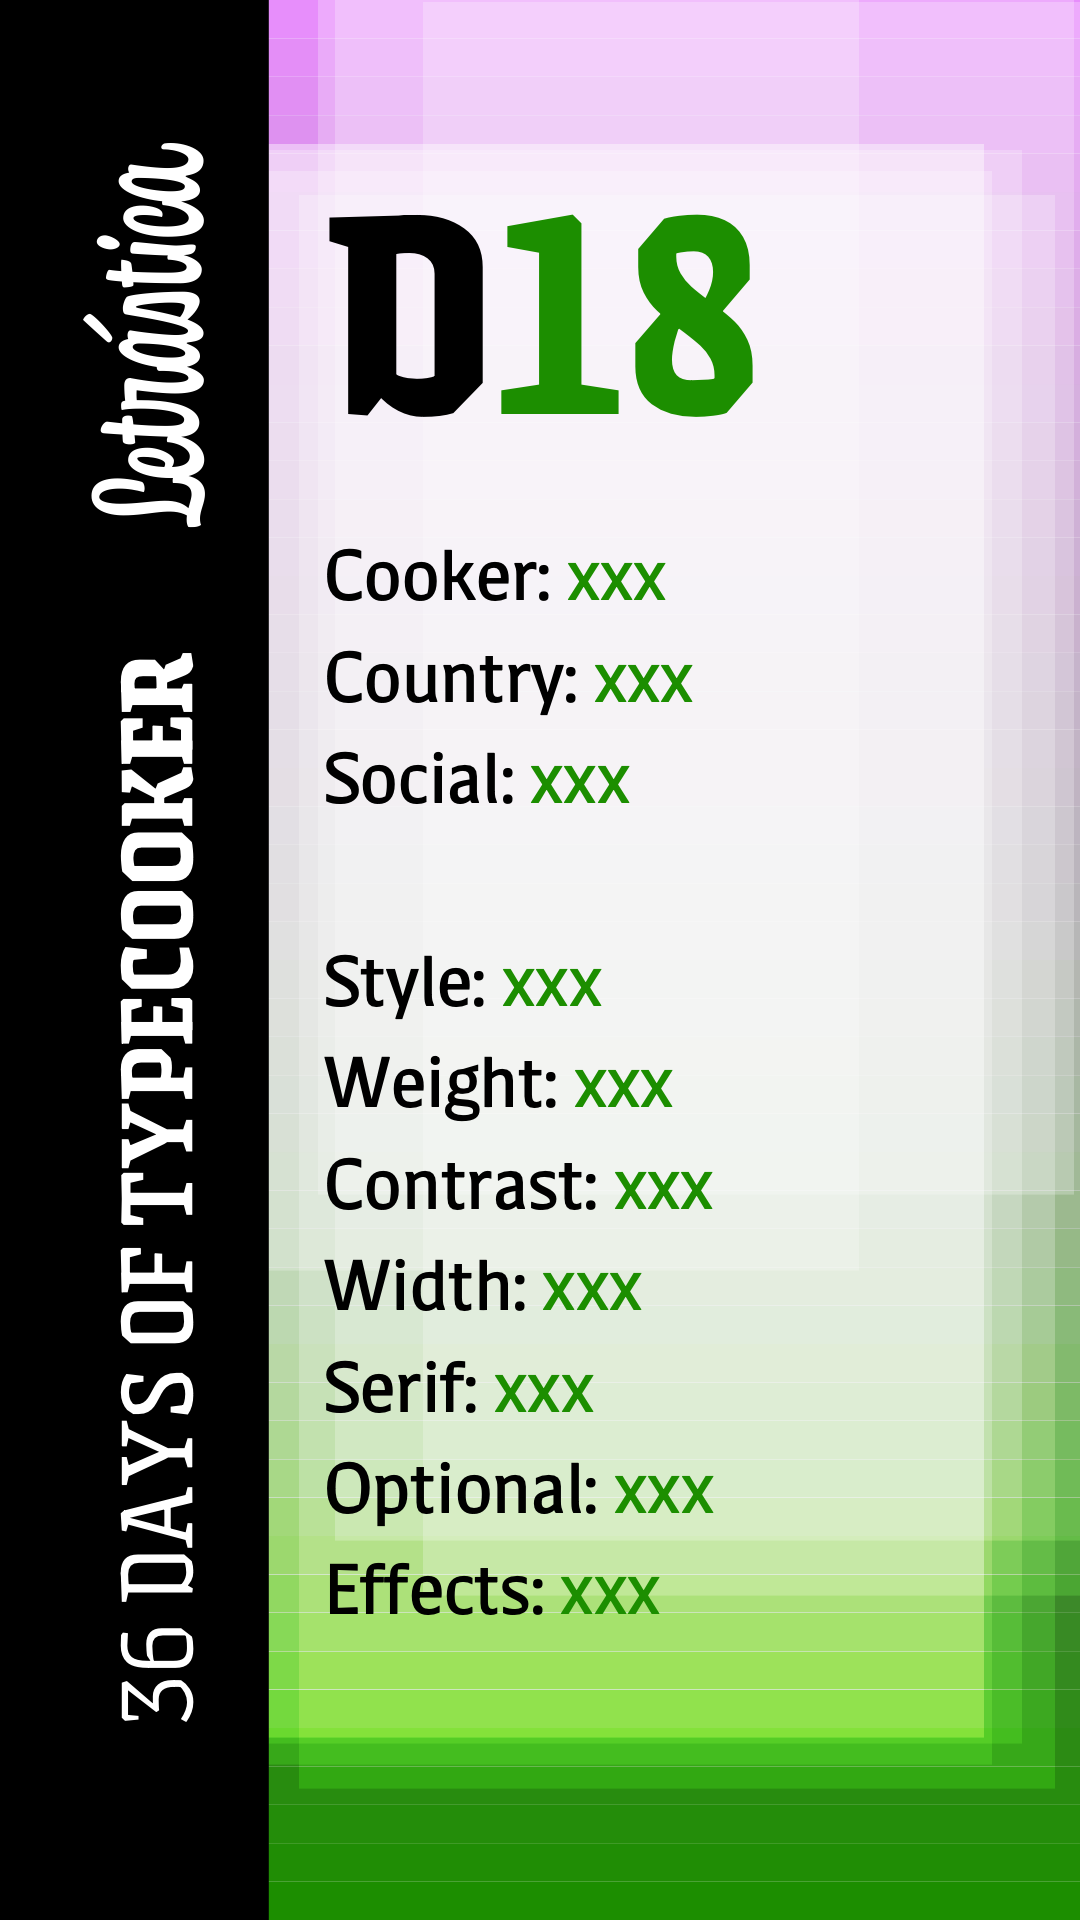 Letrástica
36 DAYS OF TYPECOOKER
D18
Cooker: xxx
Country: xxx
Social: xxx
Style: xxx
Weight: xxx
Contrast: xxx
Width: xxx
Serif: xxx
Optional: xxx
Effects: xxx